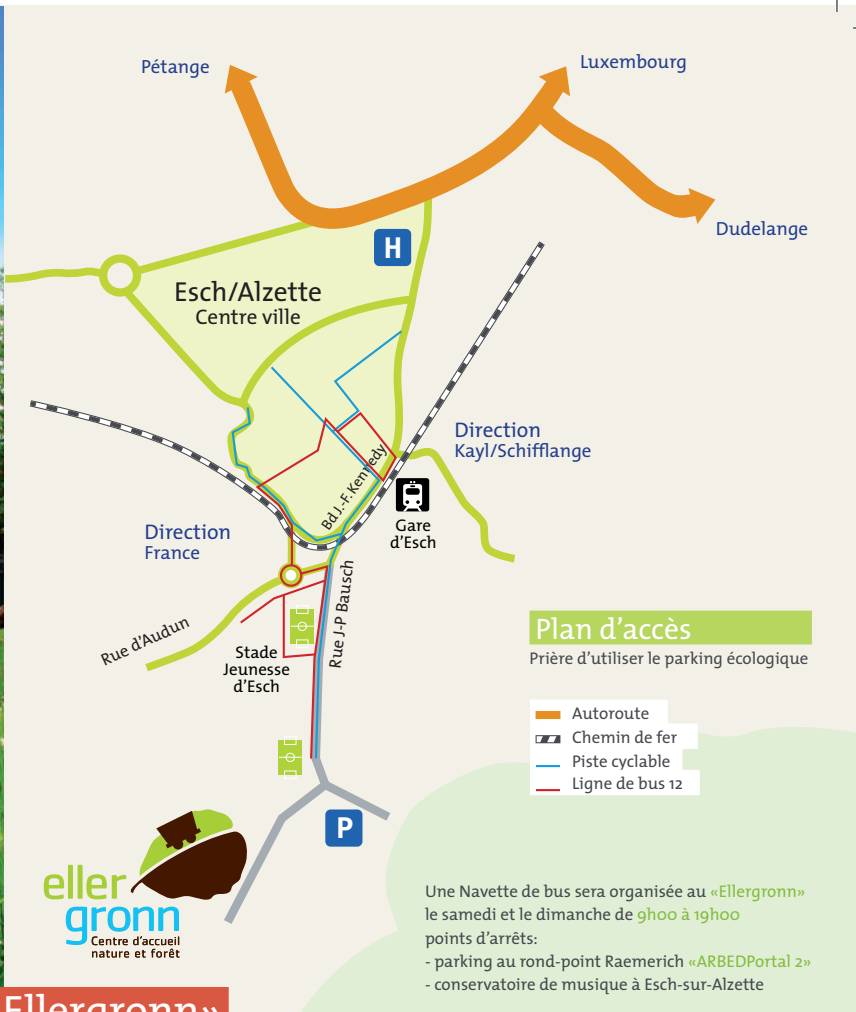 Pétange
Luxembourg
Dudelange
H
Esch/Alzette
Centre ville
Direction
Kayl/Schifflange
Bd J.-F. Kennedy
Gare
d'Esch
Direction
France
Rue d'Audun
Rue J-P Bausch
Stade
Jeunesse
d'Esch
Plan d'accès
Prière d'utiliser le parking écologique
Autoroute
Chemin de fer
Piste cyclable
Ligne de bus 12
P
eller
gronn
Centre d'accueil
nature et forêt
Une Navette de bus sera organisée au «Ellergronn»
le samedi et le dimanche de 9h00 à 19h00
points d'arrêts:
- parking au rond-point Raemerich «ARBEDPortal 2»
- conservatoire de musique à Esch-sur-Alzette
Ellergronn»